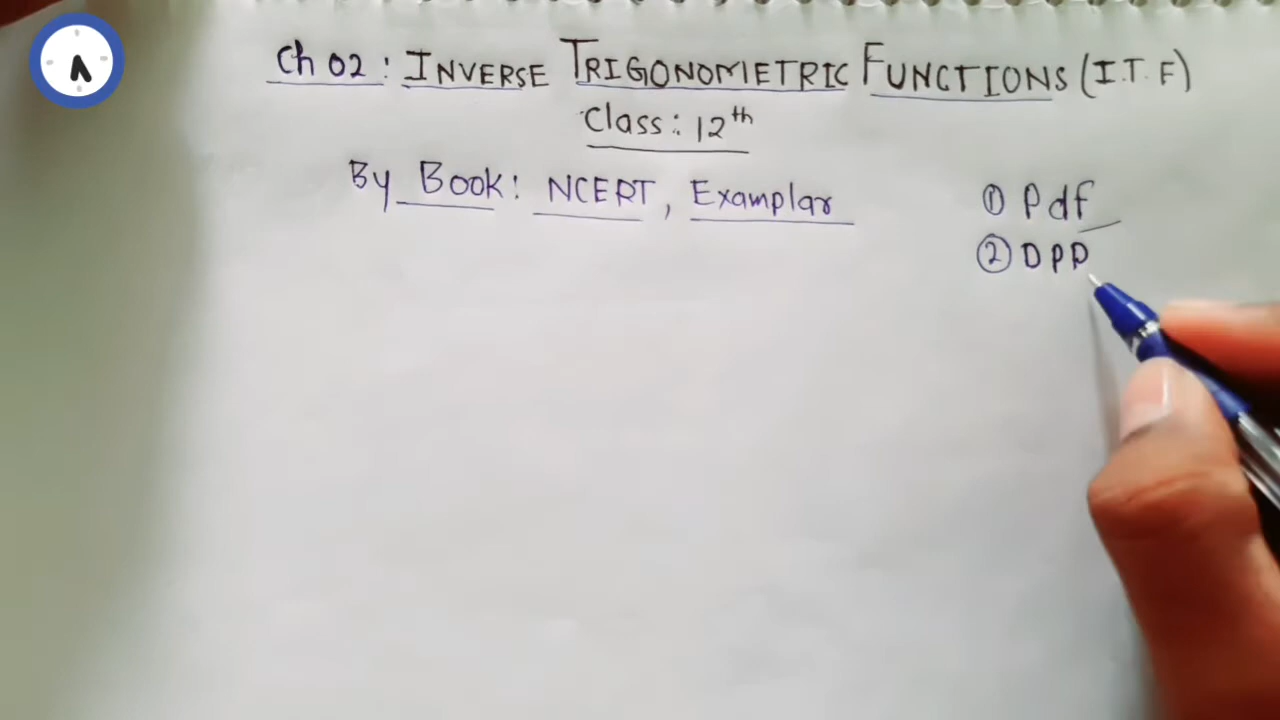 Ch 02 : INVERSE TRIGONOMETRIC FUNCTIONS (I.T.F)
Class : 12th
By Book : NCERT, Examplar
① Pdf
② DPP